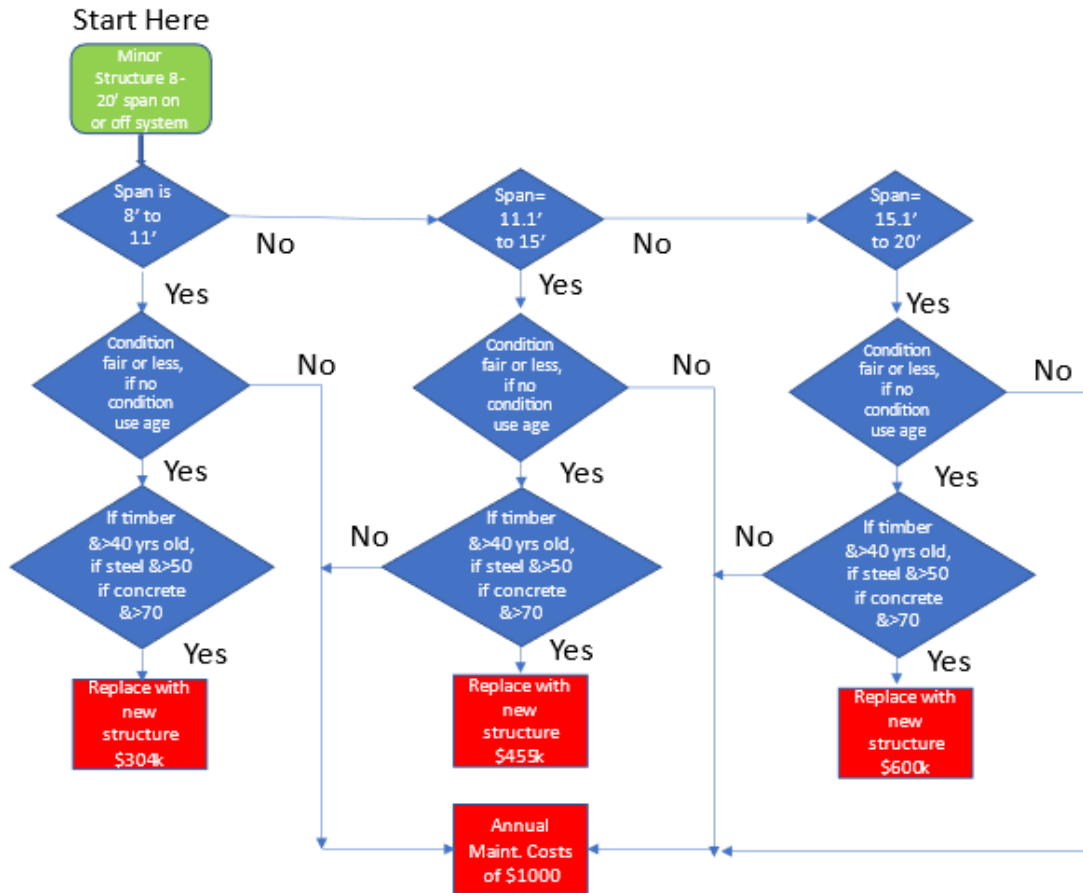 Start Here
Minor
Structure 8-
20' span on
or off system
Span is
8' to
11'
No
Span=
11.1'
to 15'
No
Span=
15.1'
to 20'
Yes
Yes
Yes
Condition
fair or less,
if no
condition
use age
No
Condition
fair or less,
if no
condition
use age
No
Condition
fair or less,
if no
condition
use age
No
Yes
Yes
Yes
If timber
&>40 yrs old,
if steel &>50
if concrete
&>70
No
If timber
&>40 yrs old,
if steel &>50
if concrete
&>70
No
If timber
&>40 yrs old,
if steel &>50
if concrete
&>70
Yes
Yes
Yes
Replace with
new
structure
$304k
Replace with
new
structure
$455k
Replace with
new
structure
$600k
Annual
Maint. Costs
of $1000